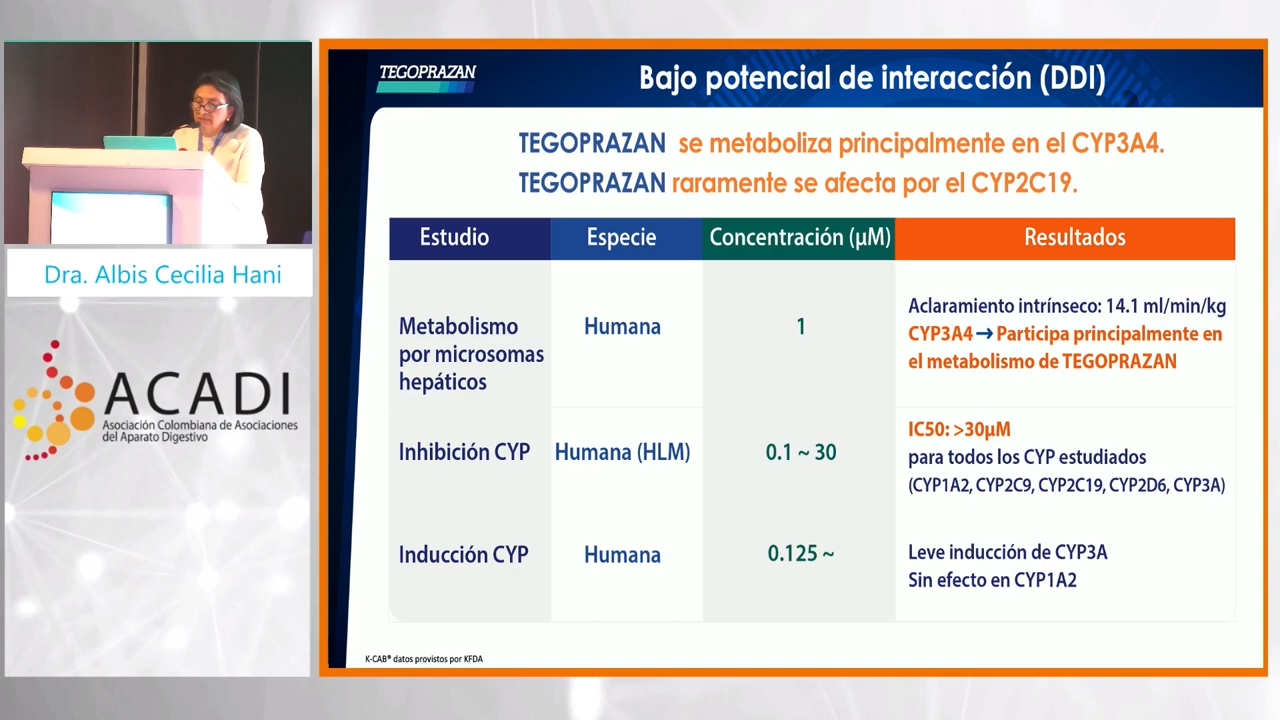 TEGOPRAZAN
Bajo potencial de interacción (DDI)
TEGOPRAZAN se metaboliza principalmente en el CYP3A4.
TEGOPRAZAN raramente se afecta por el CYP2C19.
Estudio
Especie
Concentración (µM)
Resultados
Metabolismo
por microsomas
hepáticos
Humana
1
Aclaramiento intrínseco: 14.1 ml/min/kg
CYP3A4 → Participa principalmente en
el metabolismo de TEGOPRAZAN
Inhibición CYP
Humana (HLM)
0.1 ~ 30
IC50: >30µM
para todos los CYP estudiados
(CYP1A2, CYP2C9, CYP2C19, CYP2D6, CYP3A)
Inducción CYP
Humana
0.125 ~
Leve inducción de CYP3A
Sin efecto en CYP1A2
K-CAB® datos provistos por KFDA
Dra. Albis Cecilia Hani
ACADI
Asociación Colombiana de Asociaciones
del Aparato Digestivo